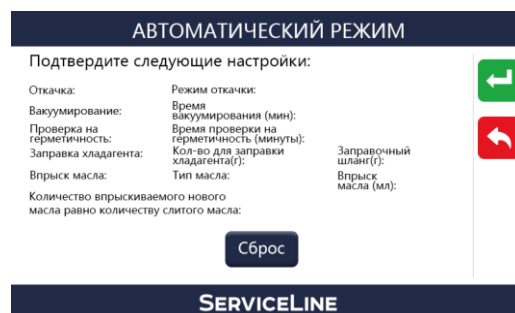 АВТОМАТИЧЕСКИЙ РЕЖИМ
Подтвердите следующие настройки:
Откачка: Режим откачки:
Вакуумирование: Время вакуумирования (мин):
Проверка на герметичность: Время проверки на герметичность (минуты):
Заправка хладагента: Кол-во для заправки хладагента(г): Заправочный шланг(г):
Впрыск масла: Тип масла: Впрыск масла (мл):
Количество впрыскиваемого нового
масла равно количеству слитого масла:
Сброс
SERVICELINE